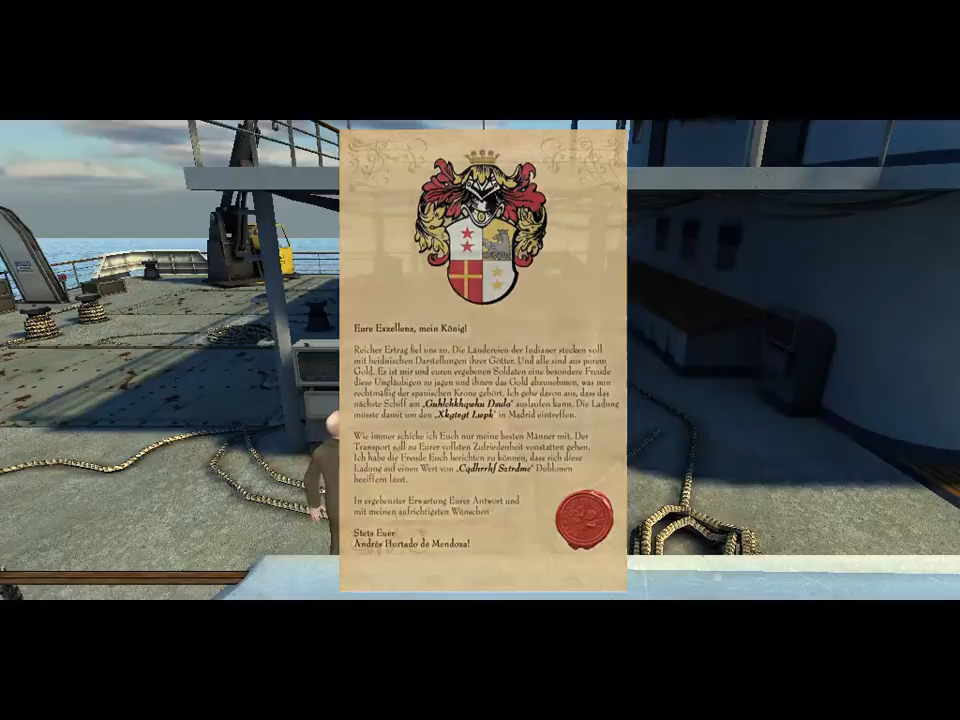 Eure Exzellenz, mein König!
Reicher Ertrag fiel uns zu. Die Ländereien der Indianer stecken voll
mit heidnischen Darstellungen ihrer Götter. Und alle sind aus purem
Gold. Es ist mir und euren ergebenen Soldaten eine besondere Freude
diese Ungläubigen zu jagen und ihnen das Gold abzunehmen, was nun
rechtmäßig der spanischen Krone gehört. Ich gehe davon aus, dass das
nächste Schiff am „Guhlchkhqwhu Dado“ auslaufen kann. Die Ladung
müsste damit um den „Xkgtegt Lwpk“ in Madrid eintreffen.
Wie immer schicke ich Euch nur meine besten Männer mit. Der
Transport soll zu Eurer vollsten Zufriedenheit vonstatten gehen.
Ich habe die Freude Euch berichten zu können, dass sich diese
Ladung auf einen Wert von „Cqdhrrhf Sztrdmc“ Dublonen
beziffern lässt.
In ergebenster Erwartung Eurer Antwort und
mit meinen aufrichtigsten Wünschen
Stets Euer
Andrés Hurtado de Mendoza!